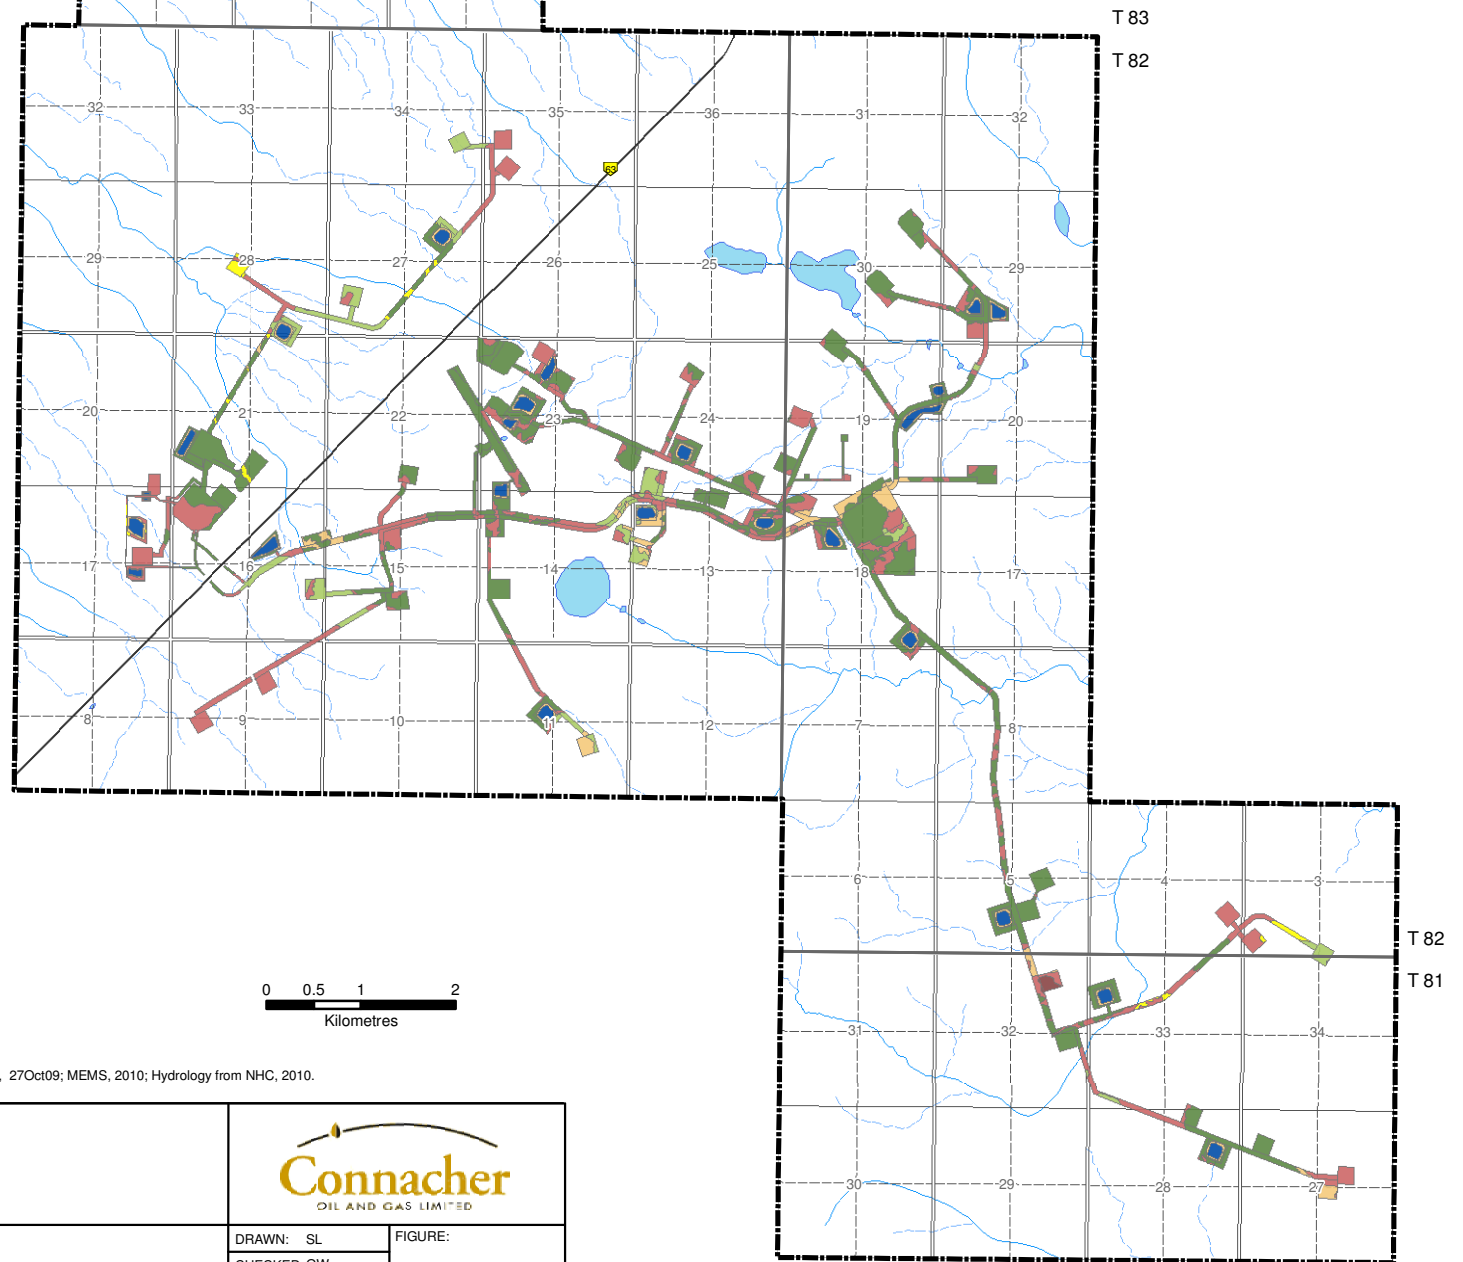 T 83
T 82
32 33 34 35 36 31 32
63
29 28 27 26 25 30 29
20 21 22 23 24 19 20
17 16 15 14 13 18 17
8 9 10 11 12 7 8
6 5 4 3
T 82
T 81
0 0.5 1 2
Kilometres
31 32 33 34
, 27Oct09; MEMS, 2010; Hydrology from NHC, 2010.
Connacher
OIL AND GAS LIMITED
30 29 28 27
DRAWN: SL
FIGURE: